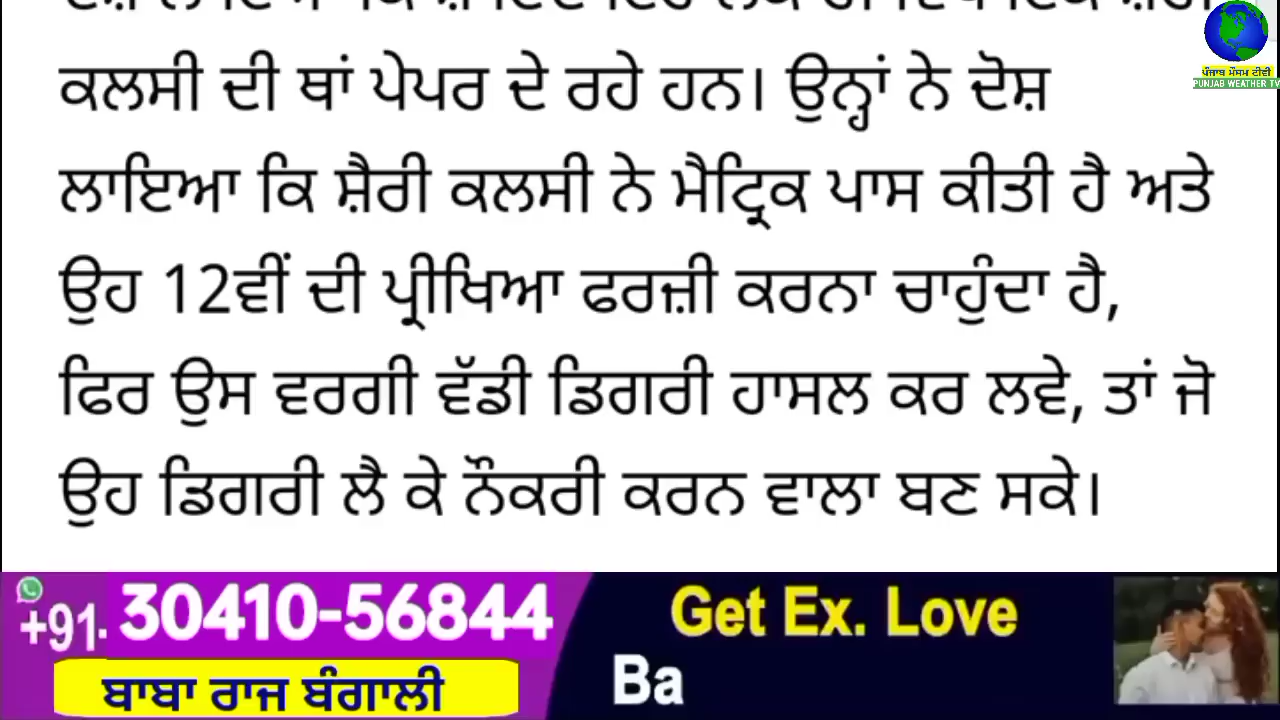 ਕਲਸੀ ਦੀ ਥਾਂ ਪੇਪਰ ਦੇ ਰਹੇ ਹਨ। ਉਨ੍ਹਾਂ ਨੇ ਦੋਸ਼
ਲਾਇਆ ਕਿ ਸ਼ੈਰੀ ਕਲਸੀ ਨੇ ਮੈਟ੍ਰਿਕ ਪਾਸ ਕੀਤੀ ਹੈ ਅਤੇ
ਉਹ 12ਵੀਂ ਦੀ ਪ੍ਰੀਖਿਆ ਫਰਜ਼ੀ ਕਰਨਾ ਚਾਹੁੰਦਾ ਹੈ,
ਫਿਰ ਉਸ ਵਰਗੀ ਵੱਡੀ ਡਿਗਰੀ ਹਾਸਲ ਕਰ ਲਵੇ, ਤਾਂ ਜੋ
ਉਹ ਡਿਗਰੀ ਲੈ ਕੇ ਨੌਕਰੀ ਕਰਨ ਵਾਲਾ ਬਣ ਸਕੇ।
ਪੰਜਾਬ ਮੌਸਮ ਟੀਵੀ
PUNJAB WEATHER TV
+91- 30410-56844
ਬਾਬਾ ਰਾਜ ਬੰਗਾਲੀ
Get Ex. Love
Ba